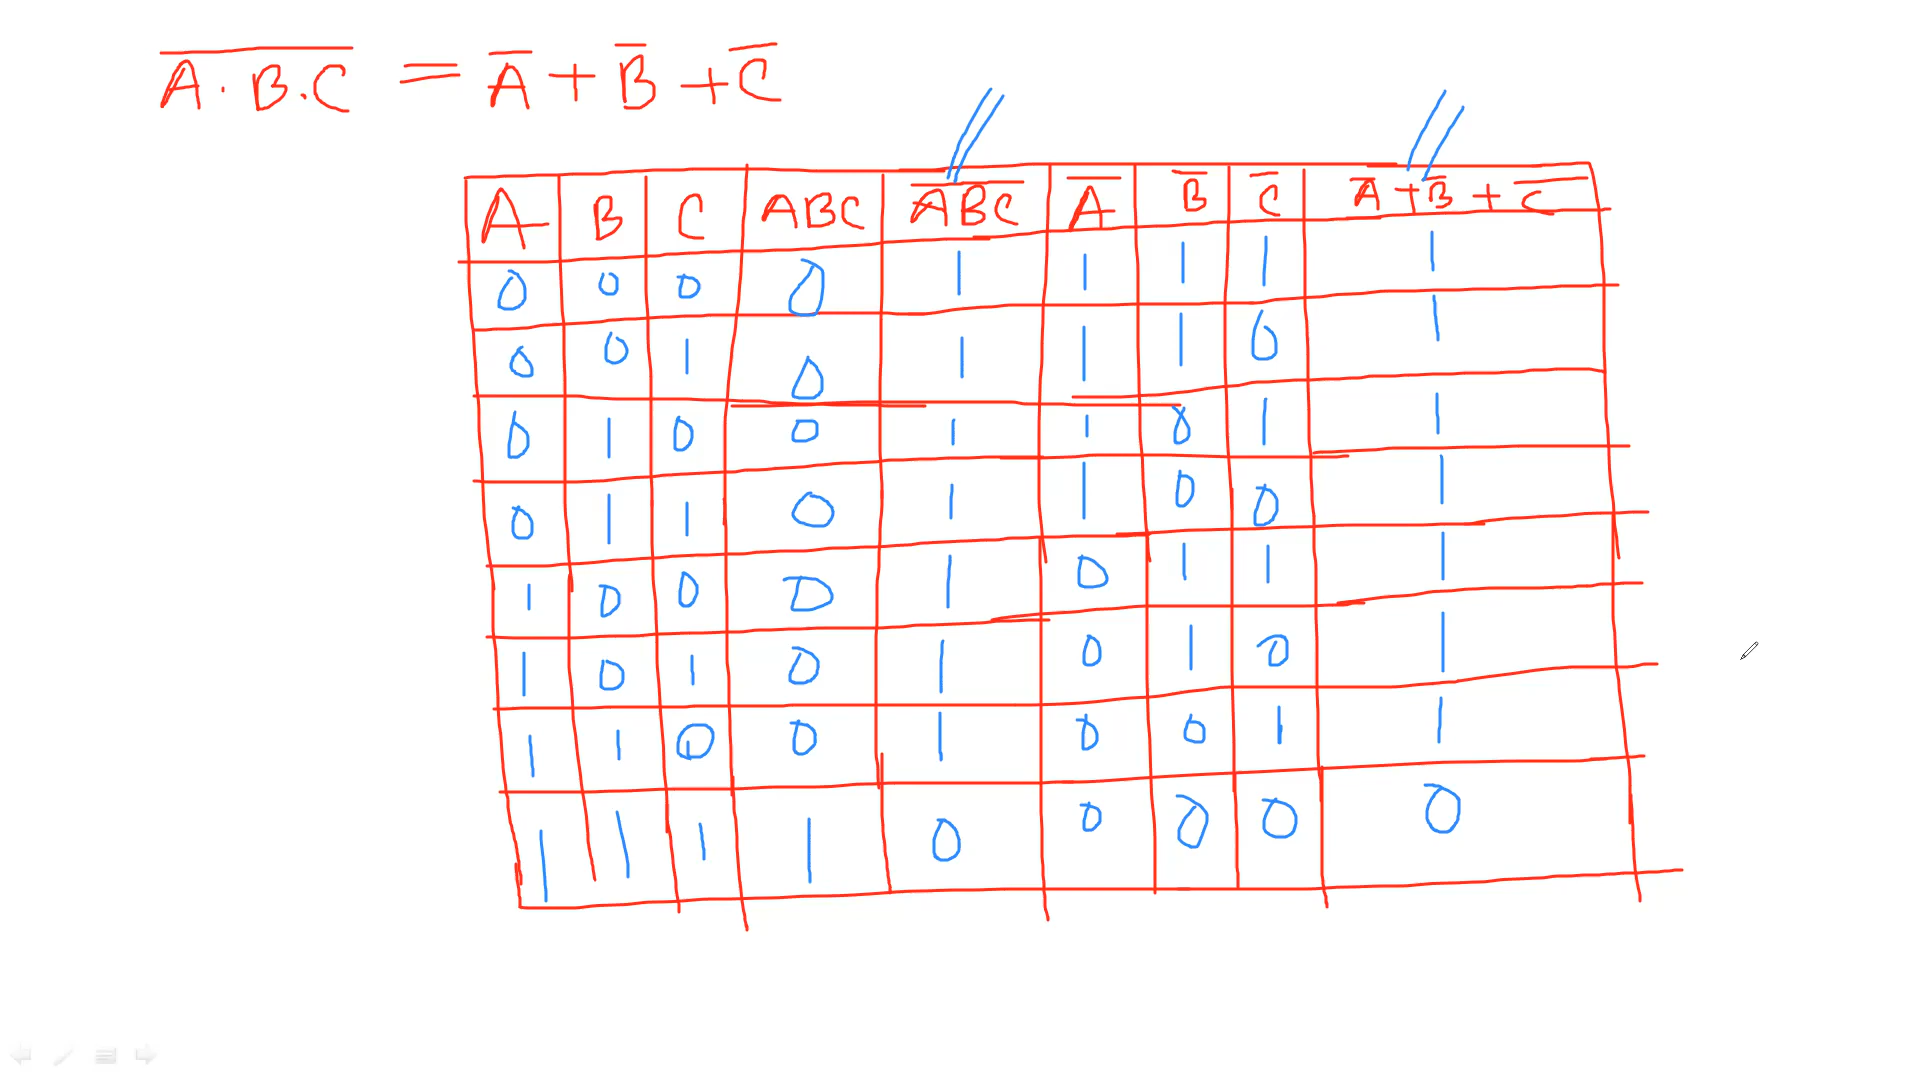 A̅·̅B̅.̅C̅ = A̅ + B̅ + C̅
A B C ABC A̅B̅C̅ A̅ B̅ C̅ A̅ + B̅ + C̅
0 0 0 0 1 1 1 1 1
0 0 1 0 1 1 1 0 1
0 1 0 0 1 1 0 1 1
0 1 1 0 1 1 0 0 1
1 0 0 0 1 0 1 1 1
1 0 1 0 1 0 1 0 1
1 1 0 0 1 0 0 1 1
1 1 1 1 0 0 0 0 0